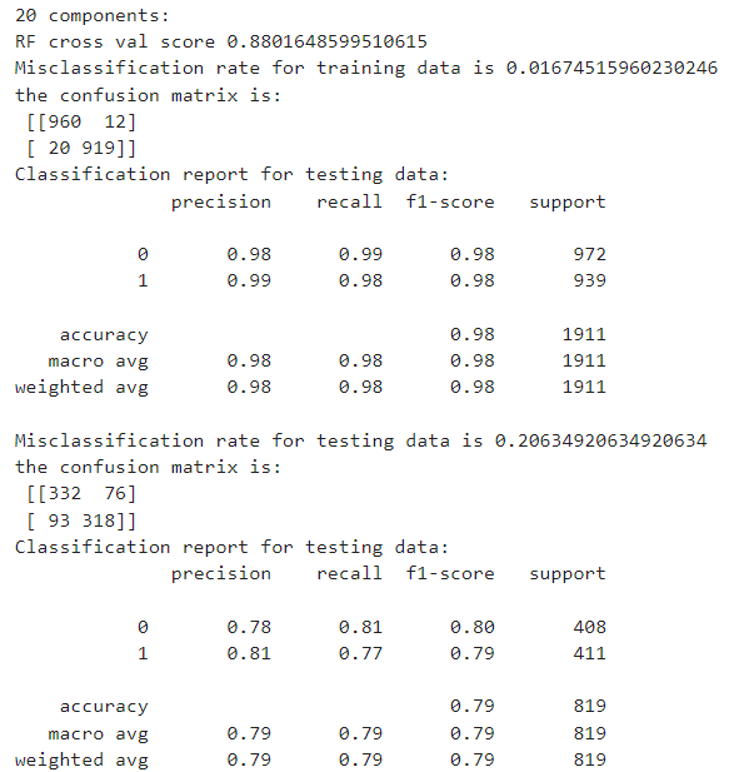 20 components:
RF cross val score 0.8801648599510615
Misclassification rate for training data is 0.01674515960230246
the confusion matrix is:
[[960 12]
[ 20 919]]
Classification report for testing data:
precision recall f1-score support
0 0.98 0.99 0.98 972
1 0.99 0.98 0.98 939
accuracy 0.98 1911
macro avg 0.98 0.98 0.98 1911
weighted avg 0.98 0.98 0.98 1911
Misclassification rate for testing data is 0.20634920634920634
the confusion matrix is:
[[332 76]
[ 93 318]]
Classification report for testing data:
precision recall f1-score support
0 0.78 0.81 0.80 408
1 0.81 0.77 0.79 411
accuracy 0.79 819
macro avg 0.79 0.79 0.79 819
weighted avg 0.79 0.79 0.79 819